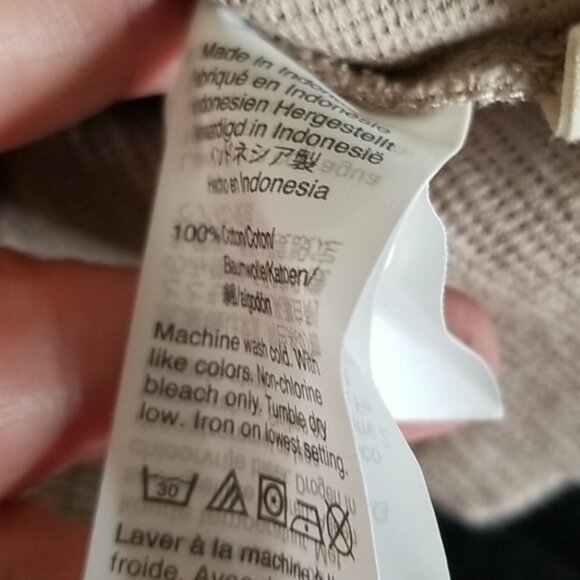 Made in Indonesia
Fabriqué en Indonésie
Indonesien Hergestellt
Vervaardigd in Indonesië
インドネシア製
Hecho en Indonesia
100% Cotton/Coton/
Baumwolle/Katoen/
綿/algodón
Machine wash cold. With
like colors. Non-chlorine
bleach only. Tumble dry
low. Iron on lowest setting.
30
Laver à la machine à
froide. Avec